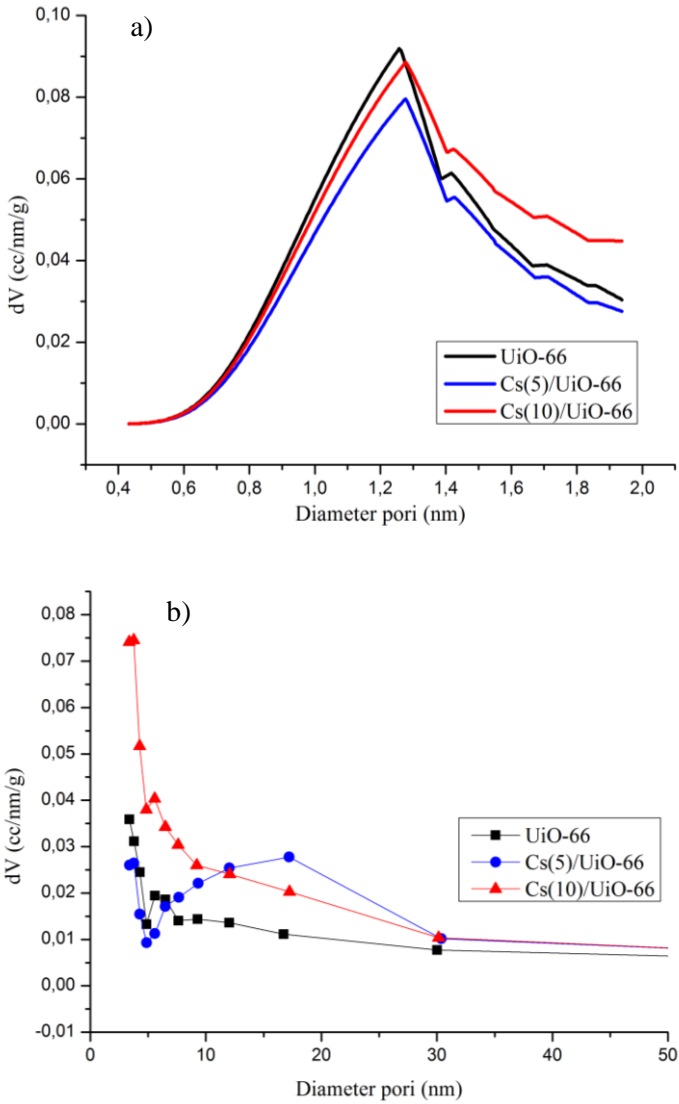 a)
0,10
0,08
0,06
0,04
0,02
0,00
dV (cc/nm/g)
UiO-66
Cs(5)/UiO-66
Cs(10)/UiO-66
0,4 0,6 0,8 1,0 1,2 1,4 1,6 1,8 2,0
Diameter pori (nm)
b)
0,08
0,07
0,06
0,05
0,04
0,03
0,02
0,01
0,00
-0,01
dV (cc/nm/g)
UiO-66
Cs(5)/UiO-66
Cs(10)/UiO-66
0 10 20 30 40 50
Diameter pori (nm)